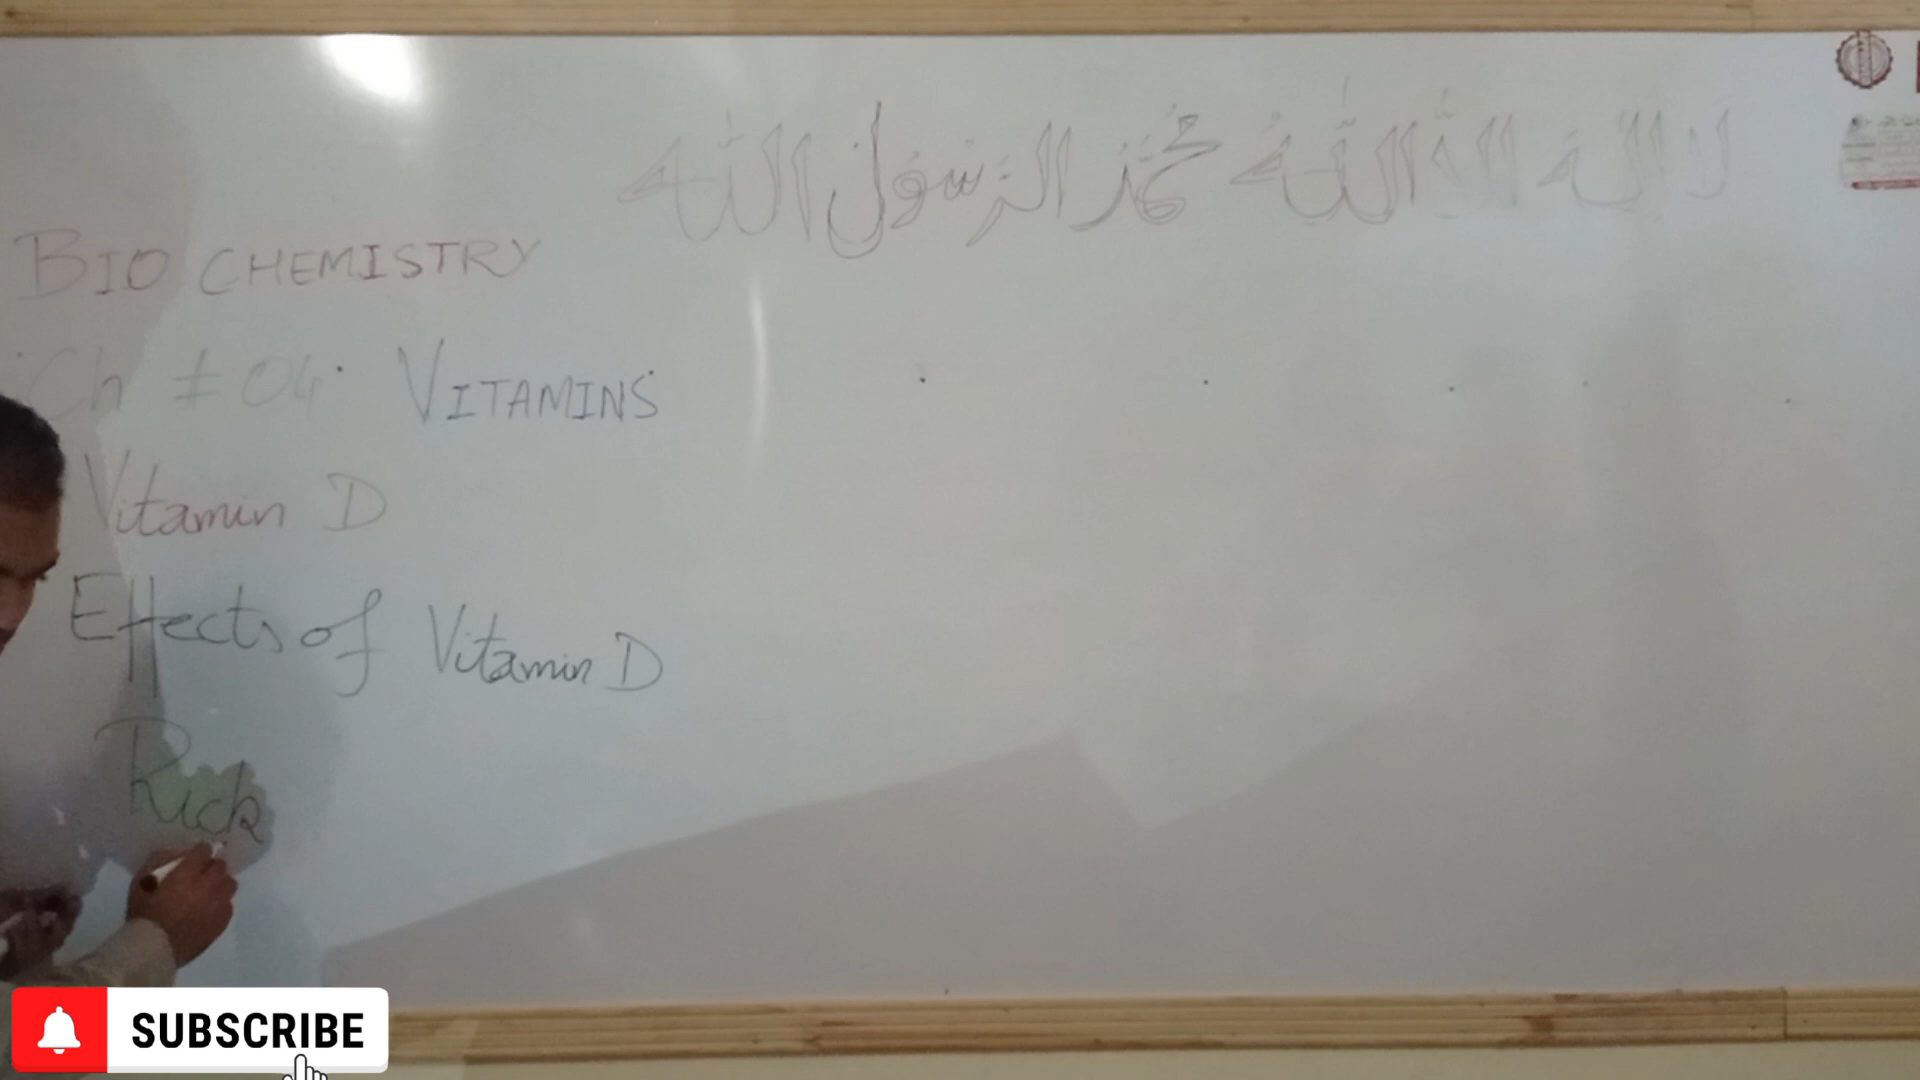 لا الٰہ الا اللہ محمد الرسول اللہ
BIO CHEMISTRY
Ch # 04. VITAMINS
Vitamin D
Effects of Vitamin D
Rick
SUBSCRIBE